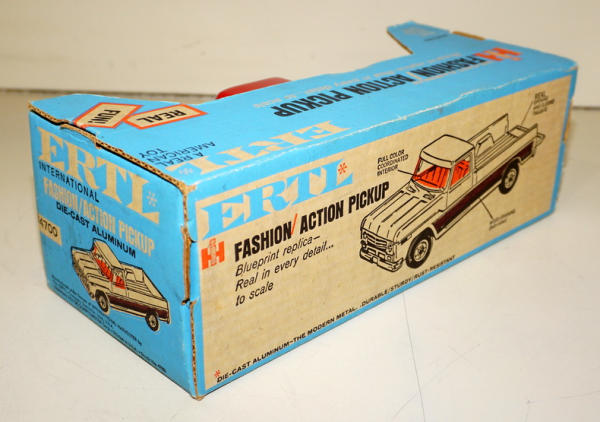 REAL
FUN!
A REAL
AMERICAN
TOY
ERTL*
FASHION/ACTION PICKUP
ERTL*
INTERNATIONAL
FASHION/ACTION PICKUP
DIE-CAST ALUMINUM
4700
ERTL*
FASHION/ACTION PICKUP
Blueprint replica—
Real in every detail...
to scale
FULL COLOR
COORDINATED
INTERIOR
REAL
*DIE-CAST ALUMINUM—THE MODERN METAL...DURABLE/STURDY/RUST-RESISTANT